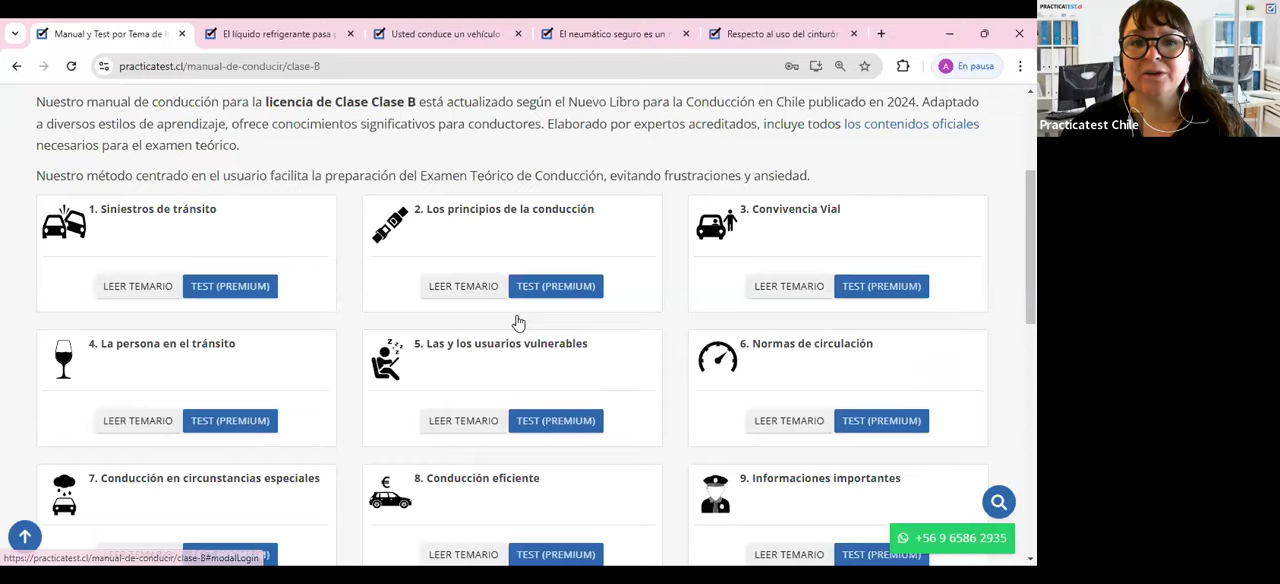 Manual y Test por Tema de
El líquido refrigerante pasa
Usted conduce un vehículo
El neumático seguro es un
Respecto al uso del cinturón
practicatest.cl/manual-de-conducir/clase-B
En pausa
A
PRACTICATEST.cl
Practicatest Chile
Nuestro manual de conducción para la licencia de Clase Clase B está actualizado según el Nuevo Libro para la Conducción en Chile publicado en 2024. Adaptado
a diversos estilos de aprendizaje, ofrece conocimientos significativos para conductores. Elaborado por expertos acreditados, incluye todos los contenidos oficiales
necesarios para el examen teórico.
Nuestro método centrado en el usuario facilita la preparación del Examen Teórico de Conducción, evitando frustraciones y ansiedad.
1. Siniestros de tránsito
LEER TEMARIO TEST (PREMIUM)
2. Los principios de la conducción
LEER TEMARIO TEST (PREMIUM)
3. Convivencia Vial
LEER TEMARIO TEST (PREMIUM)
4. La persona en el tránsito
LEER TEMARIO TEST (PREMIUM)
5. Las y los usuarios vulnerables
LEER TEMARIO TEST (PREMIUM)
6. Normas de circulación
LEER TEMARIO TEST (PREMIUM)
7. Conducción en circunstancias especiales
8. Conducción eficiente
LEER TEMARIO TEST (PREMIUM)
9. Informaciones importantes
LEER TEMARIO TEST (PREMIUM)
+56 9 6586 2935
https://practicatest.cl/manual-de-conducir/clase-B#modalLogin